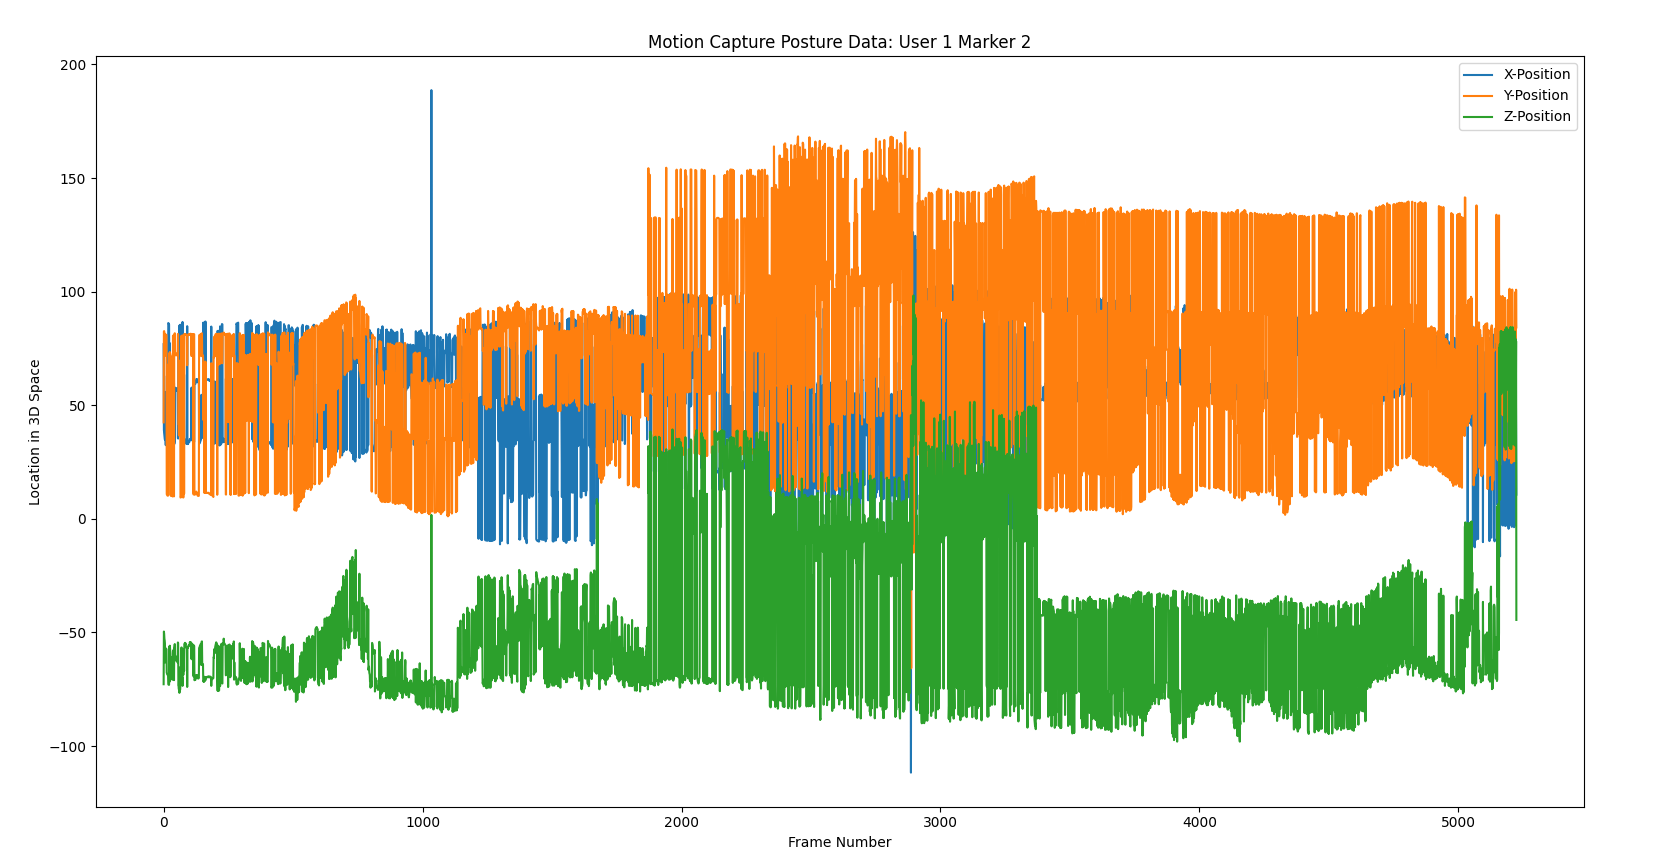 Motion Capture Posture Data: User 1 Marker 2
200
150
100
50
0
−50
−100
Location in 3D Space
X-Position
Y-Position
Z-Position
0 1000 2000 3000 4000 5000
Frame Number